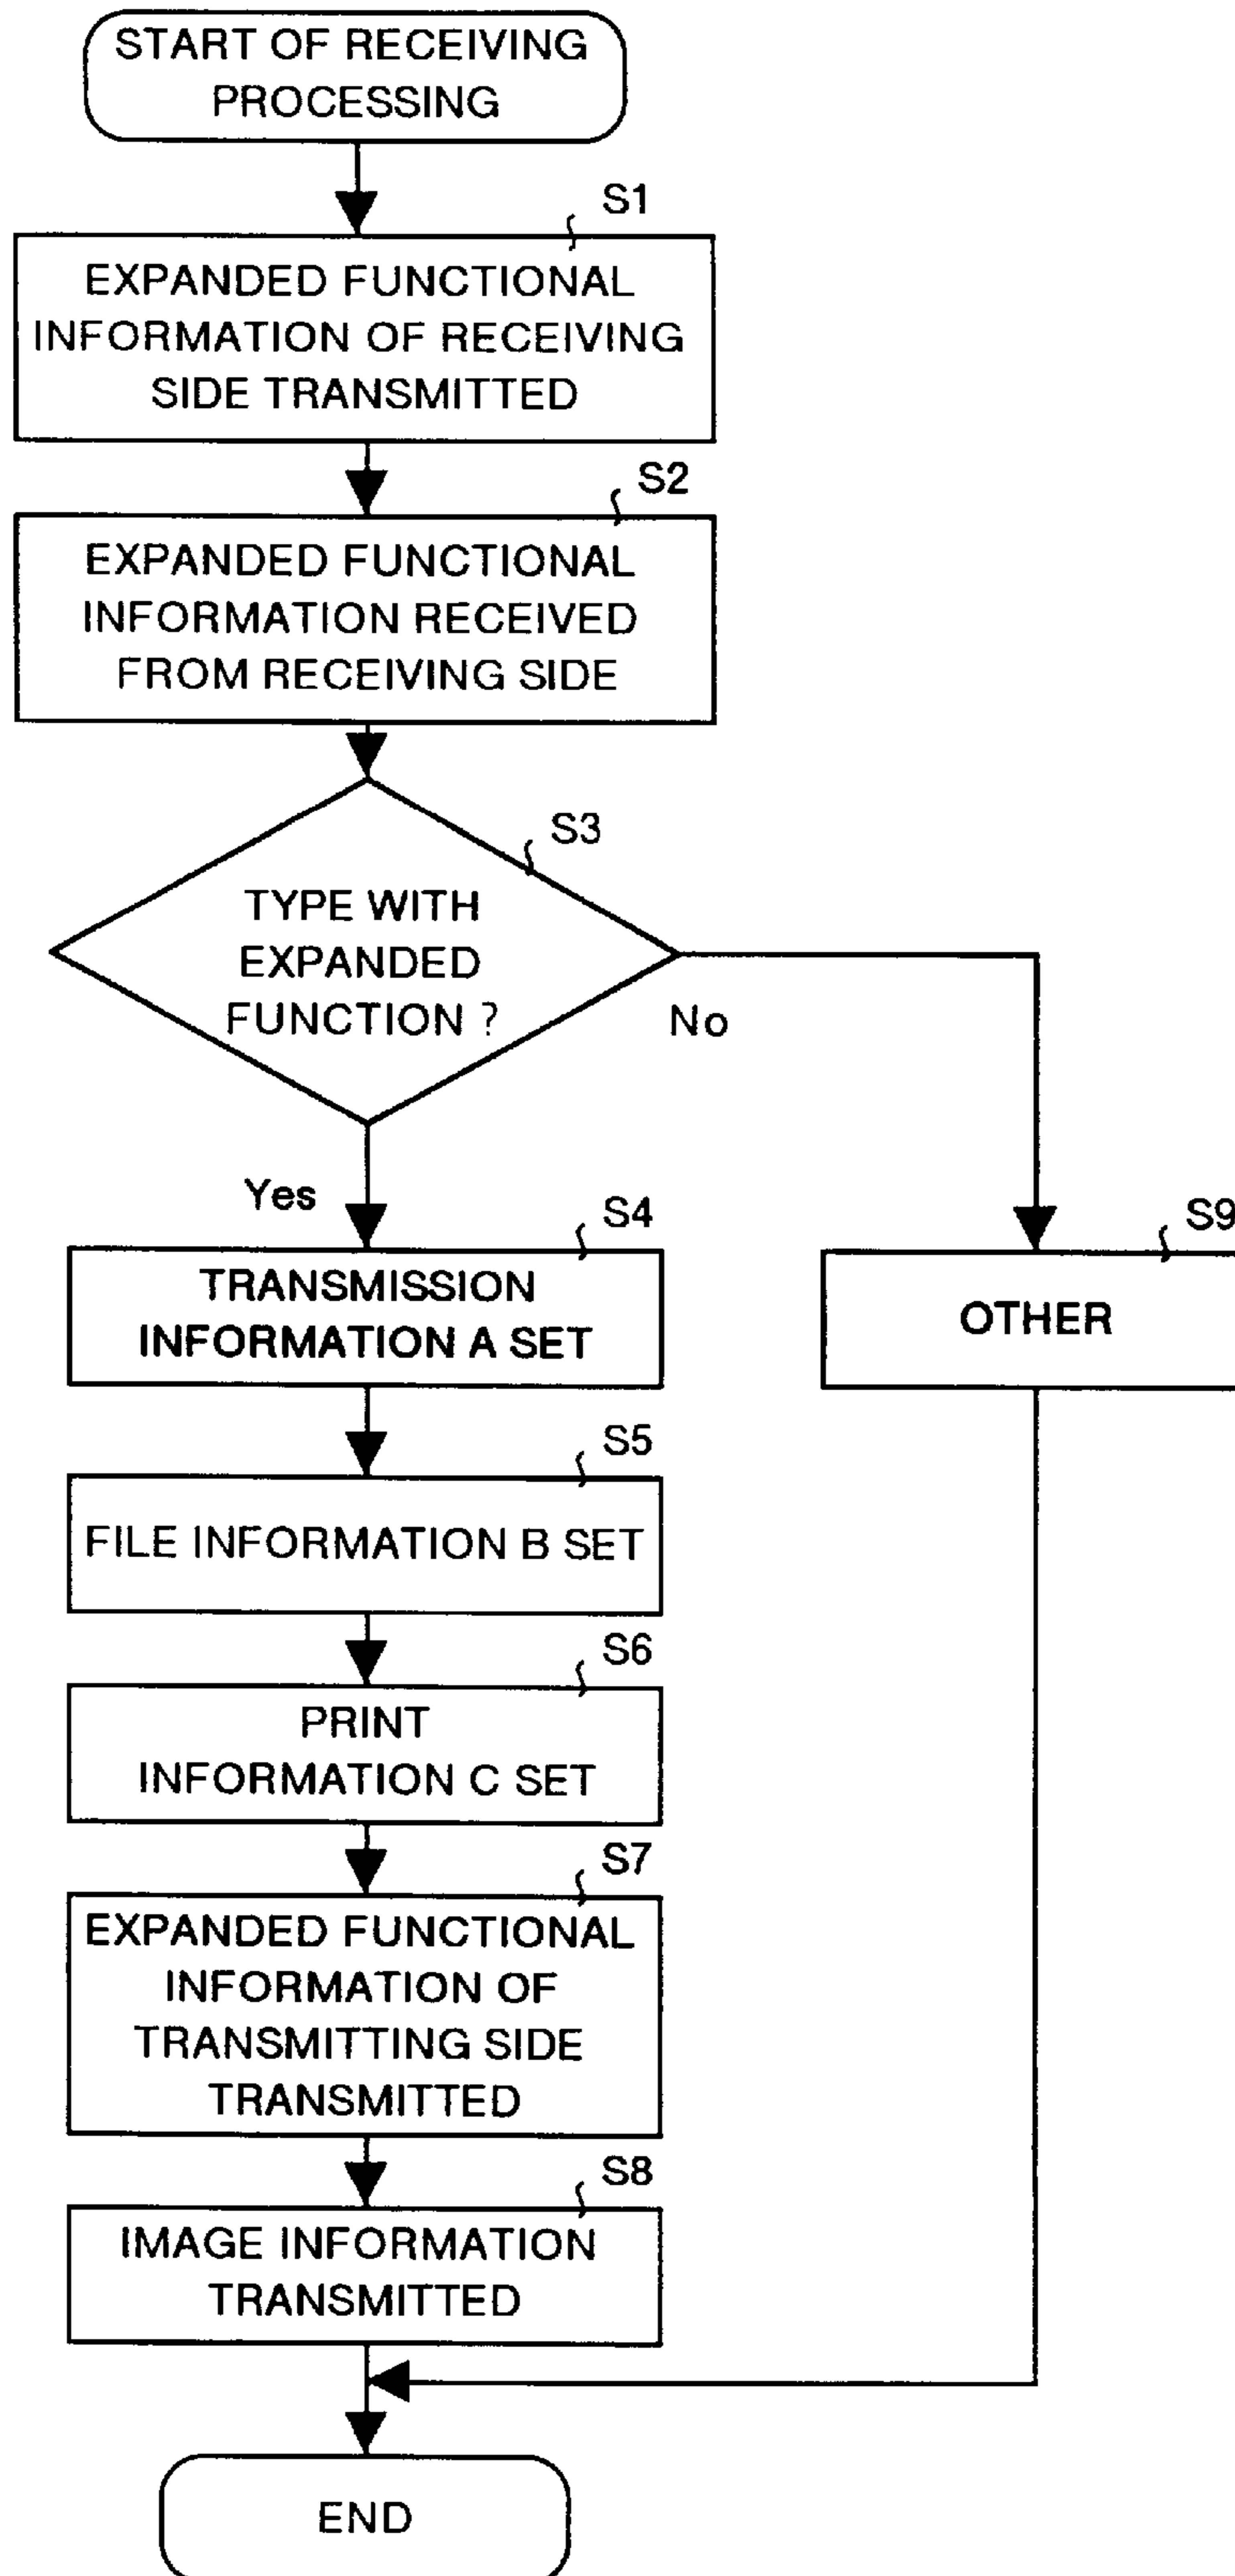 START OF RECEIVING
PROCESSING
S1
EXPANDED FUNCTIONAL
INFORMATION OF RECEIVING
SIDE TRANSMITTED
S2
EXPANDED FUNCTIONAL
INFORMATION RECEIVED
FROM RECEIVING SIDE
S3
TYPE WITH
EXPANDED
FUNCTION ?
No
Yes
S4
TRANSMISSION
INFORMATION A SET
S9
OTHER
S5
FILE INFORMATION B SET
S6
PRINT
INFORMATION C SET
S7
EXPANDED FUNCTIONAL
INFORMATION OF
TRANSMITTING SIDE
TRANSMITTED
S8
IMAGE INFORMATION
TRANSMITTED
END